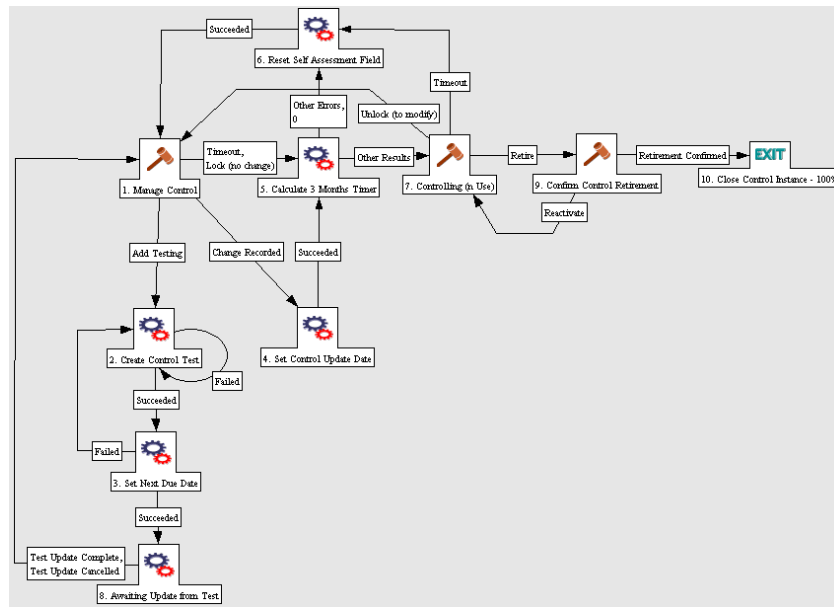 Succeeded
6. Reset Self Assessment Field
Timeout
Other Errors,
0
Unlock (to modify)
Timeout,
Lock (no change)
Other Results
Retire
Retirement Confirmed
EXIT
1. Manage Control
5. Calculate 3 Months Timer
7. Controlling (n Use)
9. Confirm Control Retirement
10. Close Control Instance - 100%
Reactivate
Add Testing
Change Recorded
Succeeded
2. Create Control Test
4. Set Control Update Date
Failed
Succeeded
Failed
3. Set Next Due Date
Succeeded
Test Update Complete,
Test Update Cancelled
8. Awaiting Update from Test